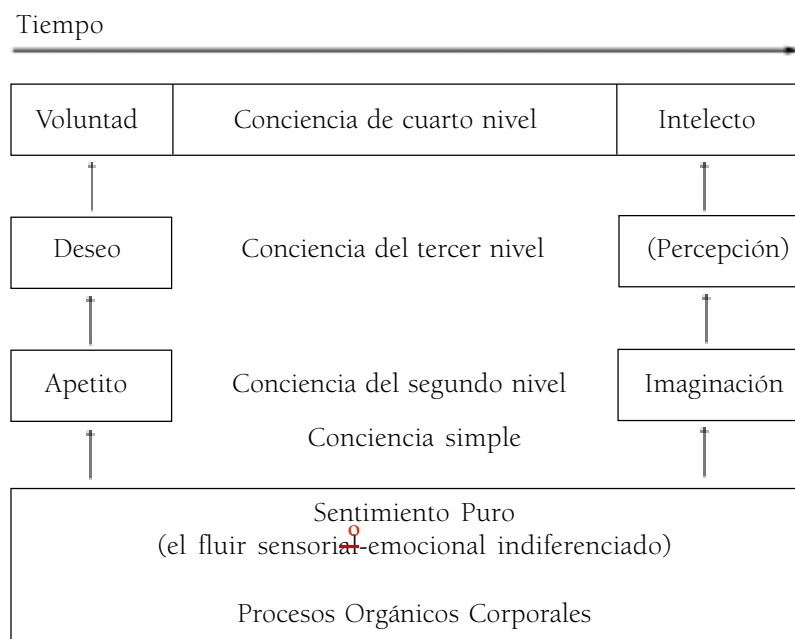 Tiempo
Voluntad Conciencia de cuarto nivel Intelecto
Deseo Conciencia del tercer nivel (Percepción)
Apetito Conciencia del segundo nivel Imaginación
Conciencia simple
Sentimiento Puro
o
(el fluir sensorial-emocional indiferenciado)
Procesos Orgánicos Corporales